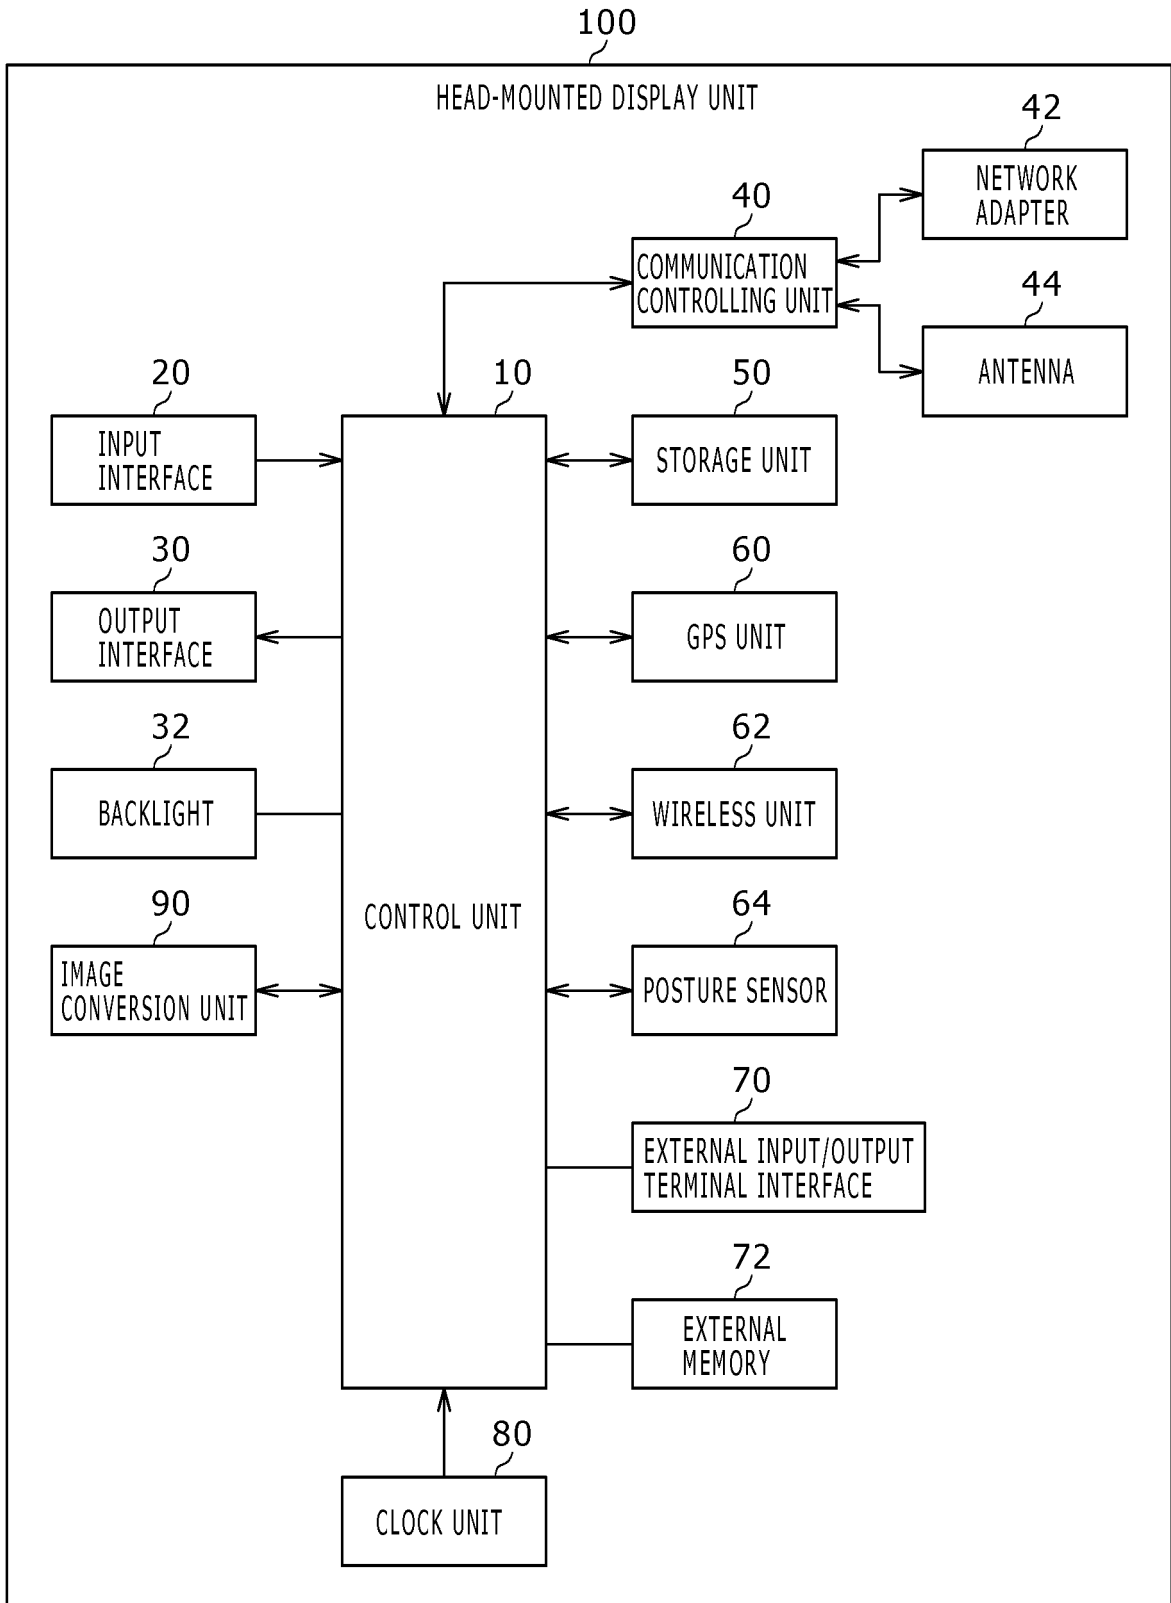 100
HEAD-MOUNTED DISPLAY UNIT
42
NETWORK
ADAPTER
40
COMMUNICATION
CONTROLLING UNIT
44
ANTENNA
20
INPUT
INTERFACE
10
CONTROL UNIT
50
STORAGE UNIT
30
OUTPUT
INTERFACE
60
GPS UNIT
32
BACKLIGHT
62
WIRELESS UNIT
90
IMAGE
CONVERSION UNIT
64
POSTURE SENSOR
70
EXTERNAL INPUT/OUTPUT
TERMINAL INTERFACE
72
EXTERNAL
MEMORY
80
CLOCK UNIT